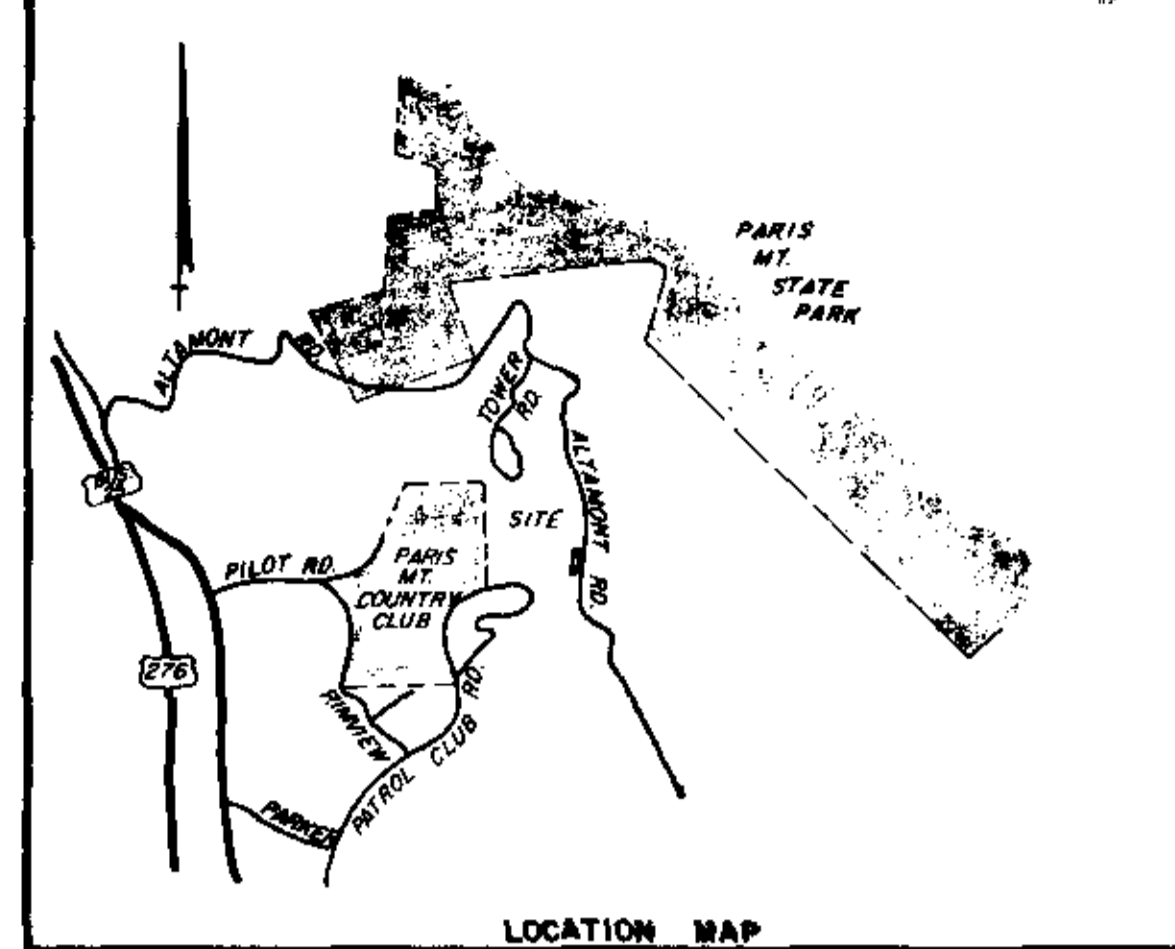 PARIS
MT.
STATE
PARK
ALTAMONT
RD.
TOWER
RD.
ALTAMONT RD.
SITE
PILOT RD.
PARIS
MT.
COUNTRY
CLUB
276
RIMVIEW
PATROL CLUB RD.
PARKER
LOCATION MAP